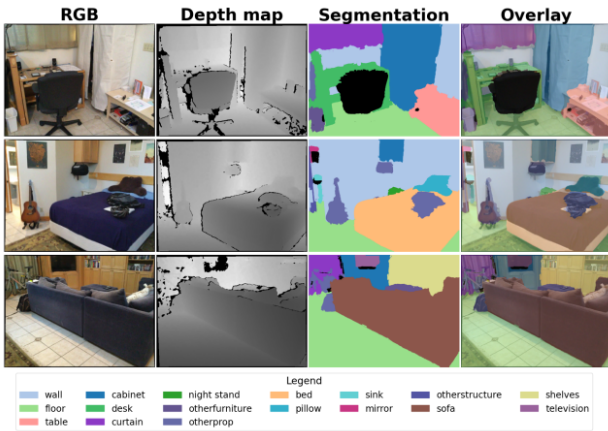 RGB Depth map Segmentation Overlay
Legend
wall cabinet night stand bed sink otherstructure shelves
floor desk otherfurniture pillow mirror sofa television
table curtain otherprop